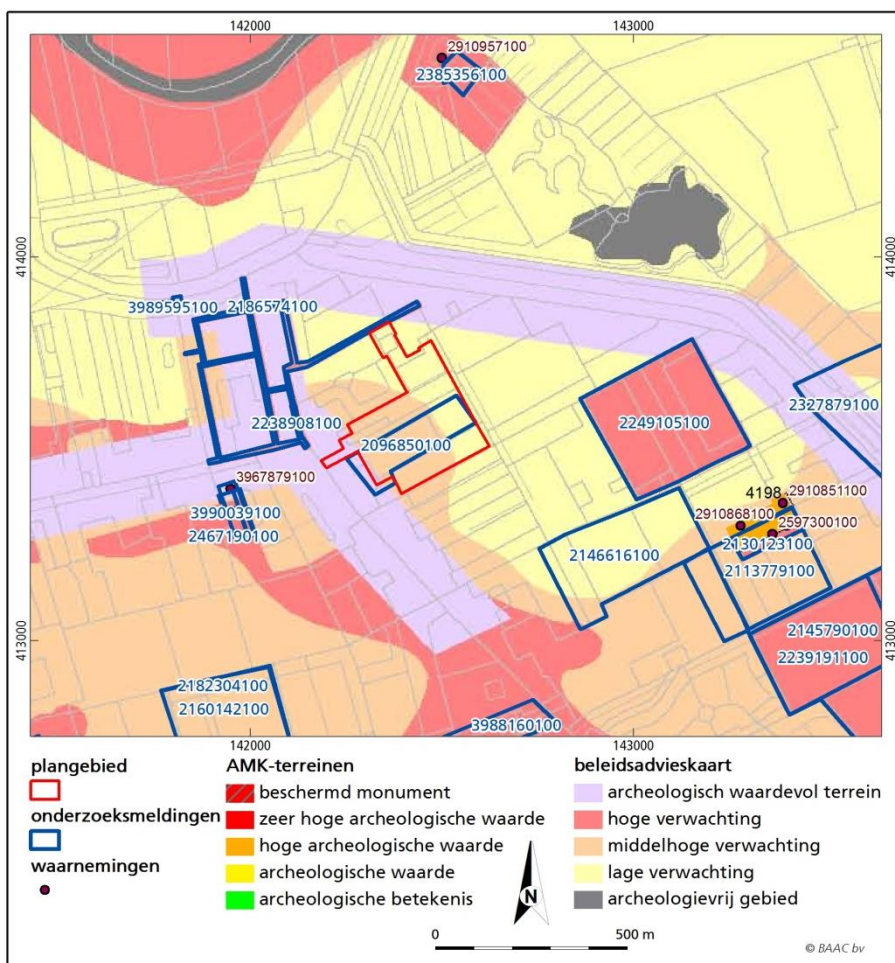 142000
143000
2910957100
2385356100
414000
414000
3989595100
2186574100
2238908100
2096850100
2249105100
2327879100
3967879100
3990039100
2467190100
4198
2910851100
2910868100
2597300100
2130123100
2146616100
2113779100
2145790100
2239191100
413000
413000
2182304100
2160142100
3988160100
142000
143000
plangebied
onderzoeksmeldingen
waarnemingen
AMK-terreinen
beschermd monument
zeer hoge archeologische waarde
hoge archeologische waarde
archeologische waarde
archeologische betekenis
beleidsadvieskaart
archeologisch waardevol terrein
hoge verwachting
middelhoge verwachting
lage verwachting
archeologievrij gebied
N
0
500 m
© BAAC bv